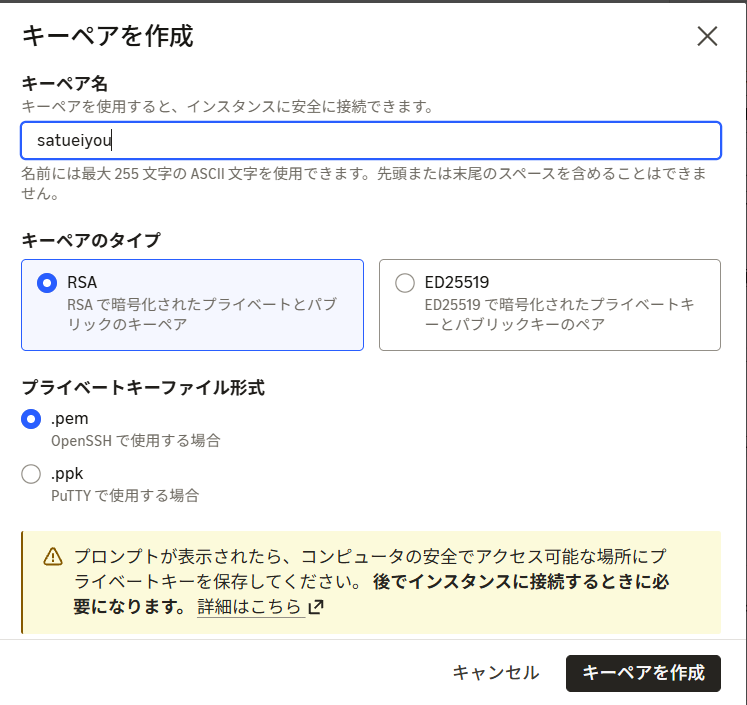 キーペアを作成
キーペア名
キーペアを使用すると、インスタンスに安全に接続できます。
satueiyou
名前には最大 255 文字の ASCII 文字を使用できます。先頭または末尾のスペースを含めることはできま
せん。
キーペアのタイプ
RSA
RSA で暗号化されたプライベートとパブ
リックのキーペア
ED25519
ED25519 で暗号化されたプライベートキ
ーとパブリックキーのペア
プライベートキーファイル形式
.pem
OpenSSH で使用する場合
.ppk
PuTTY で使用する場合
プロンプトが表示されたら、コンピュータの安全でアクセス可能な場所にプ
ライベートキーを保存してください。 後でインスタンスに接続するときに必
要になります。 詳細はこちら
キャンセル
キーペアを作成